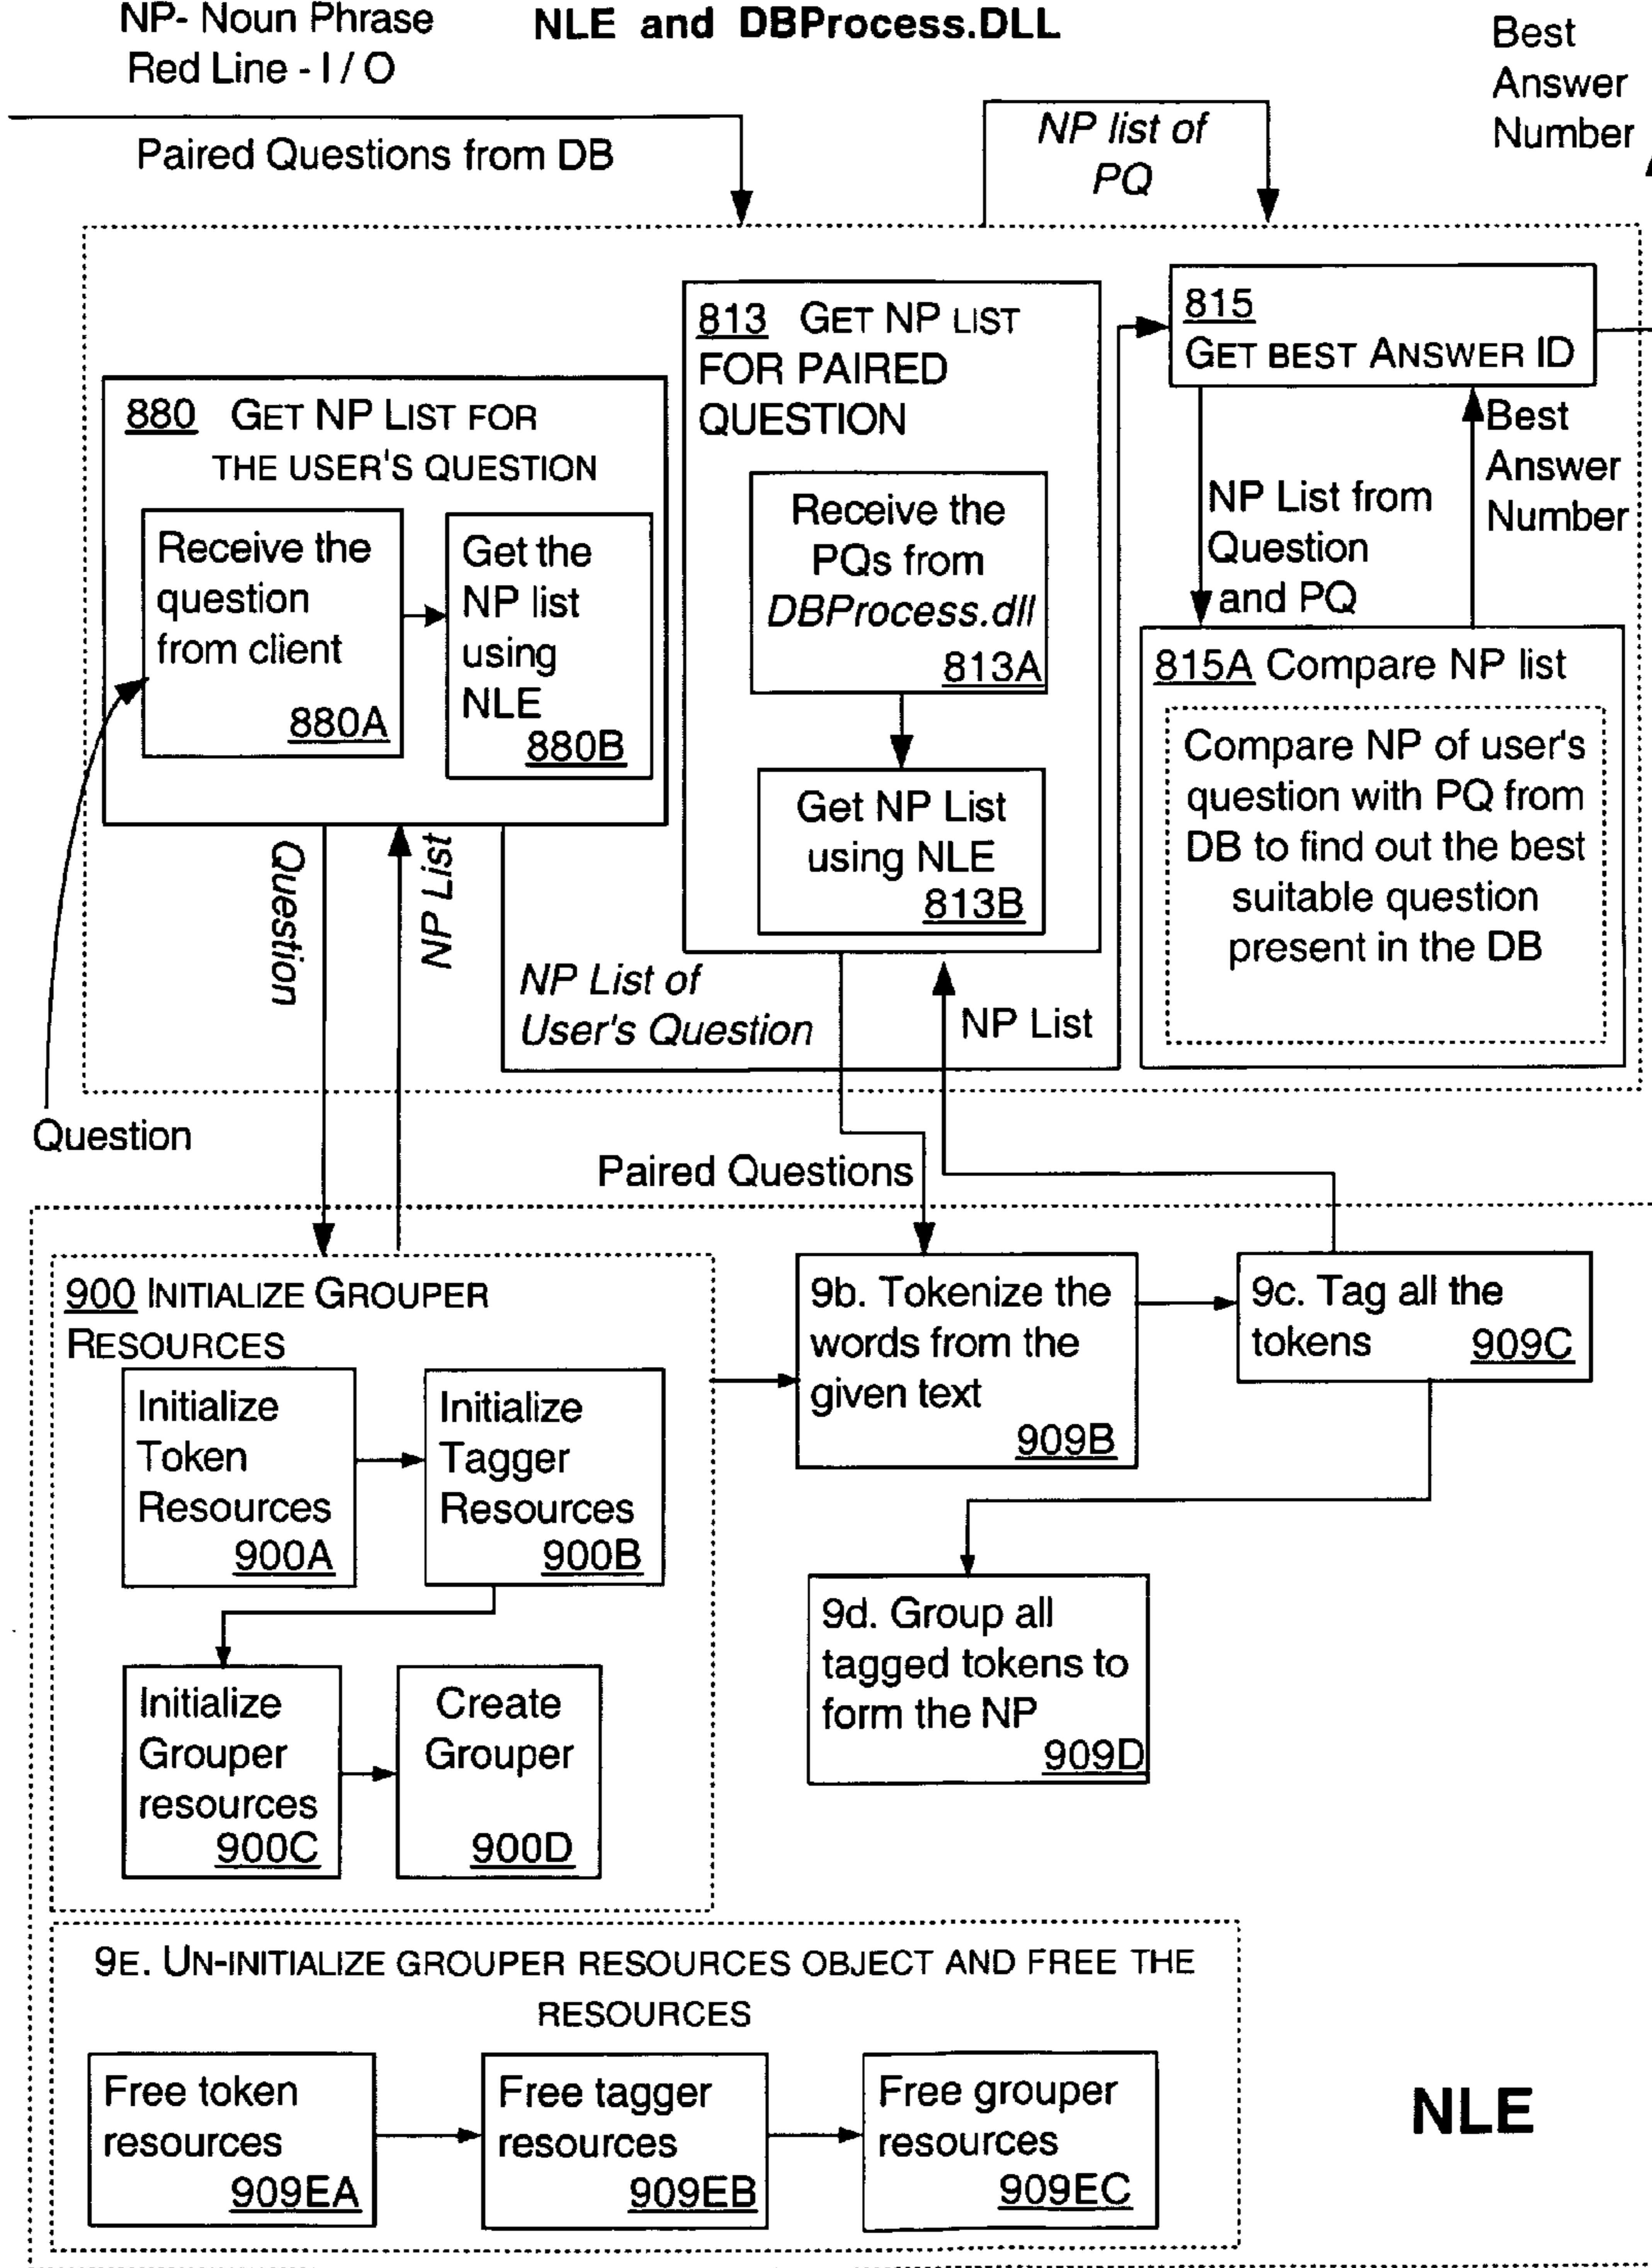 NP- Noun Phrase
Red Line - I / O
NLE and DBProcess.DLL
Best
Answer
Number
Paired Questions from DB
NP list of
PQ
880 GET NP LIST FOR
THE USER'S QUESTION
Receive the
question
from client
880A
Get the
NP list
using
NLE
880B
813 GET NP LIST
FOR PAIRED
QUESTION
Receive the
PQs from
DBProcess.dll
813A
Get NP List
using NLE
813B
815
GET BEST ANSWER ID
NP List from
Question
and PQ
Best
Answer
Number
815A Compare NP list
Compare NP of user's
question with PQ from
DB to find out the best
suitable question
present in the DB
Question
NP List
NP List of
User's Question
NP List
Question
Paired Questions
900 INITIALIZE GROUPER
RESOURCES
Initialize
Token
Resources
900A
Initialize
Tagger
Resources
900B
Initialize
Grouper
resources
900C
Create
Grouper
900D
9b. Tokenize the
words from the
given text
909B
9c. Tag all the
tokens 909C
9d. Group all
tagged tokens to
form the NP
909D
9E. UN-INITIALIZE GROUPER RESOURCES OBJECT AND FREE THE
RESOURCES
Free token
resources
909EA
Free tagger
resources
909EB
Free grouper
resources
909EC
NLE